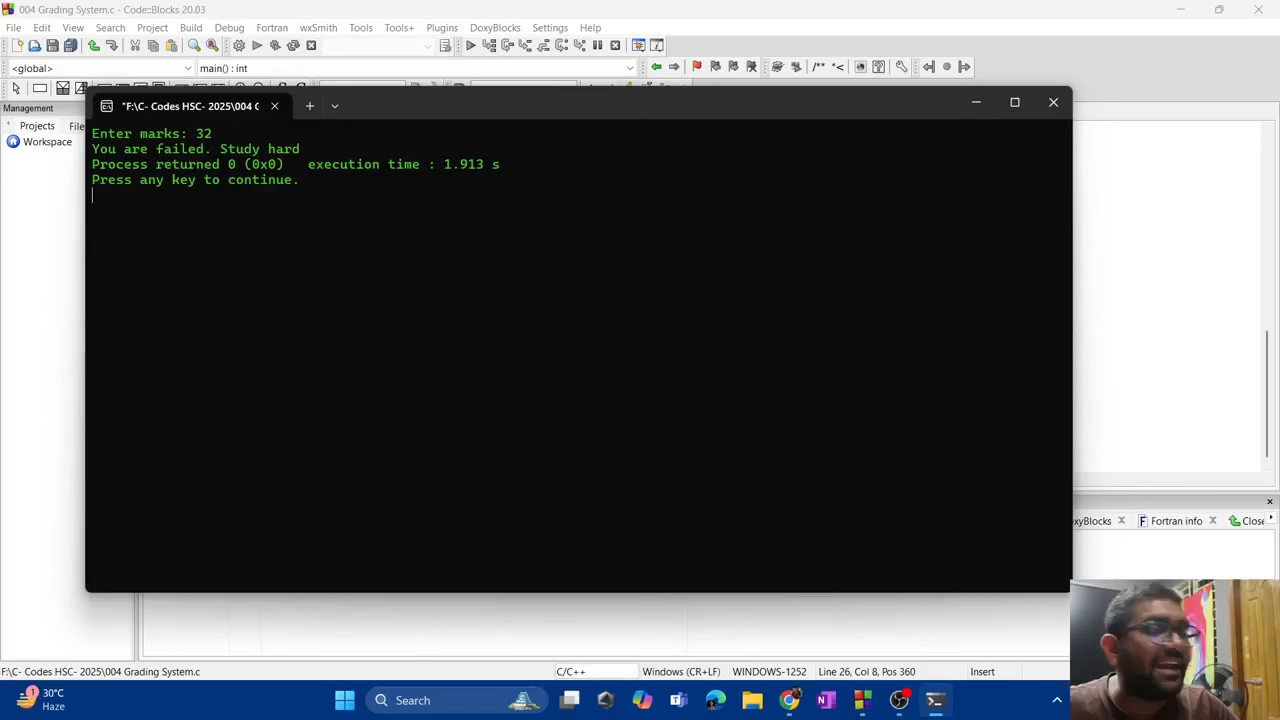 004 Grading System.c - Code::Blocks 20.03
File Edit View Search Project Build Debug Fortran wxSmith Tools Tools+ Plugins DoxyBlocks Settings Help
<global> main() : int
/** *<
Management
Projects File
Workspace
"F:\C- Codes HSC- 2025\004 G
Enter marks: 32
You are failed. Study hard
Process returned 0 (0x0) execution time : 1.913 s
Press any key to continue.
xyBlocks X Fortran info X Close
F:\C- Codes HSC- 2025\004 Grading System.c C/C++ Windows (CR+LF) WINDOWS-1252 Line 26, Col 8, Pos 360 Insert
1 30°C
Haze
Search